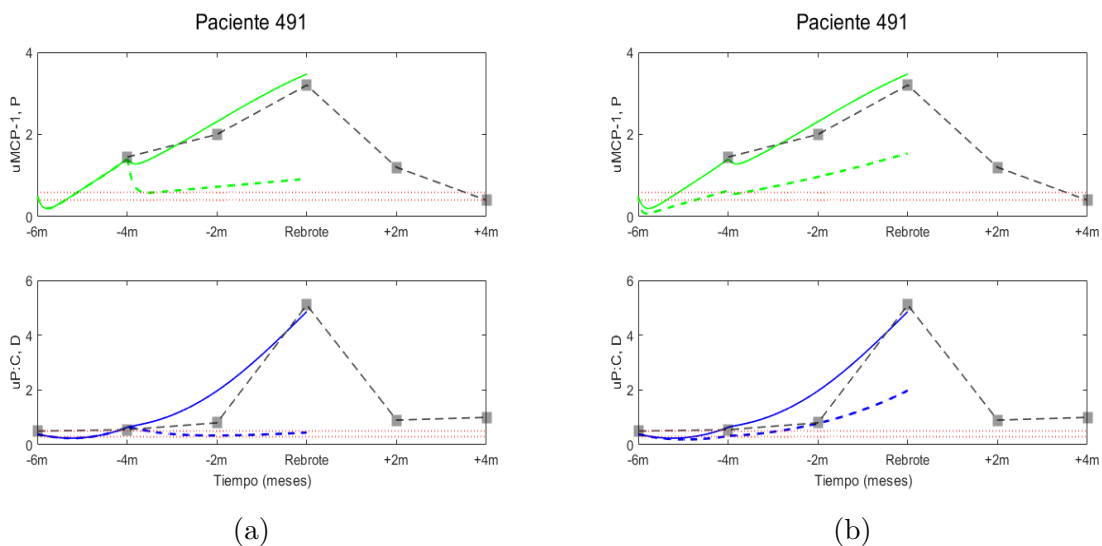 Paciente 491
4
2
0
uMCP-1, P
-6m
-4m
-2m
Rebrote
+2m
+4m
6
4
2
0
uP:C, D
-6m
-4m
-2m
Rebrote
+2m
+4m
Tiempo (meses)
(a)
Paciente 491
4
2
0
uMCP-1, P
-6m
-4m
-2m
Rebrote
+2m
+4m
6
4
2
0
uP:C, D
-6m
-4m
-2m
Rebrote
+2m
+4m
Tiempo (meses)
(b)